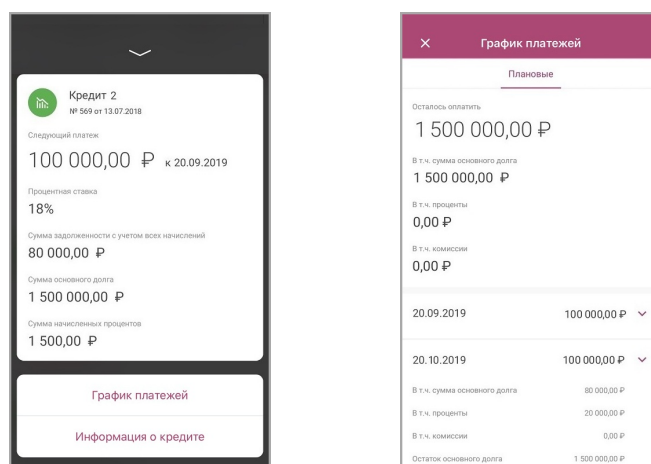 Кредит 2
№ 569 от 13.07.2018
Следующий платеж
100 000,00 ₽ к 20.09.2019
Процентная ставка
18%
Сумма задолженности с учетом всех начислений
80 000,00 ₽
Сумма основного долга
1 500 000,00 ₽
Сумма начисленных процентов
1 500,00 ₽
График платежей
Информация о кредите
График платежей
Плановые
Осталось оплатить
1 500 000,00 ₽
В т.ч. сумма основного долга
1 500 000,00 ₽
В т.ч. проценты
0,00 ₽
В т.ч. комиссии
0,00 ₽
20.09.2019 100 000,00 ₽
20.10.2019 100 000,00 ₽
В т.ч. сумма основного долга 80 000,00 ₽
В т.ч. проценты 20 000,00 ₽
В т.ч. комиссии 0,00 ₽
Остаток основного долга 1 500 000,00 ₽